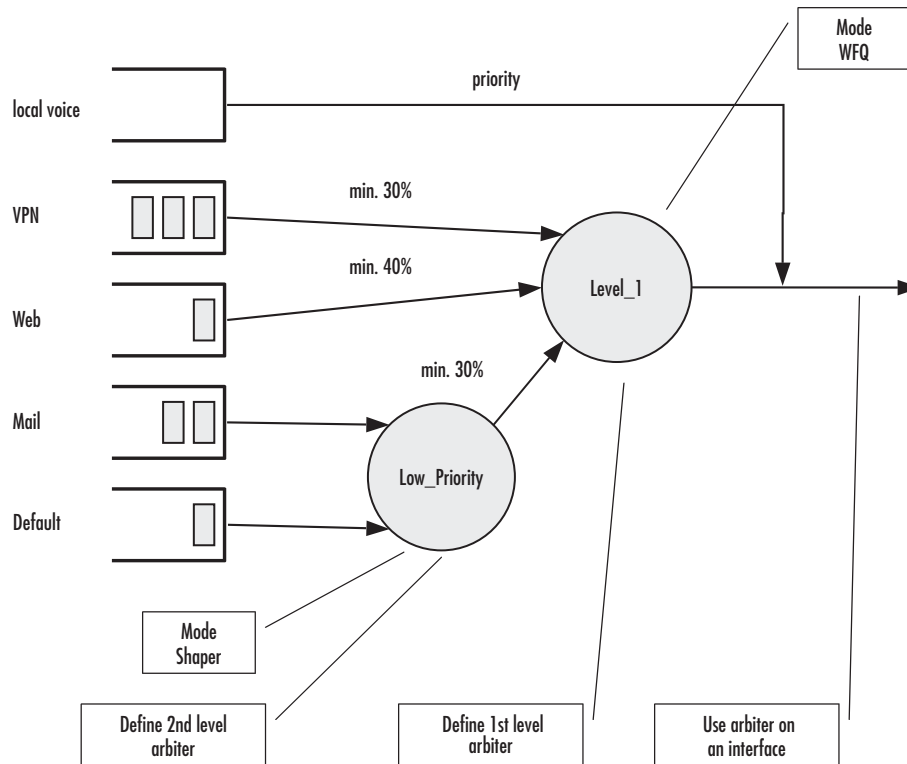 Mode
WFQ
priority
local voice
min. 30%
VPN
min. 40%
Web
Level_1
min. 30%
Mail
Low_Priority
Default
Mode
Shaper
Define 2nd level
arbiter
Define 1st level
arbiter
Use arbiter on
an interface